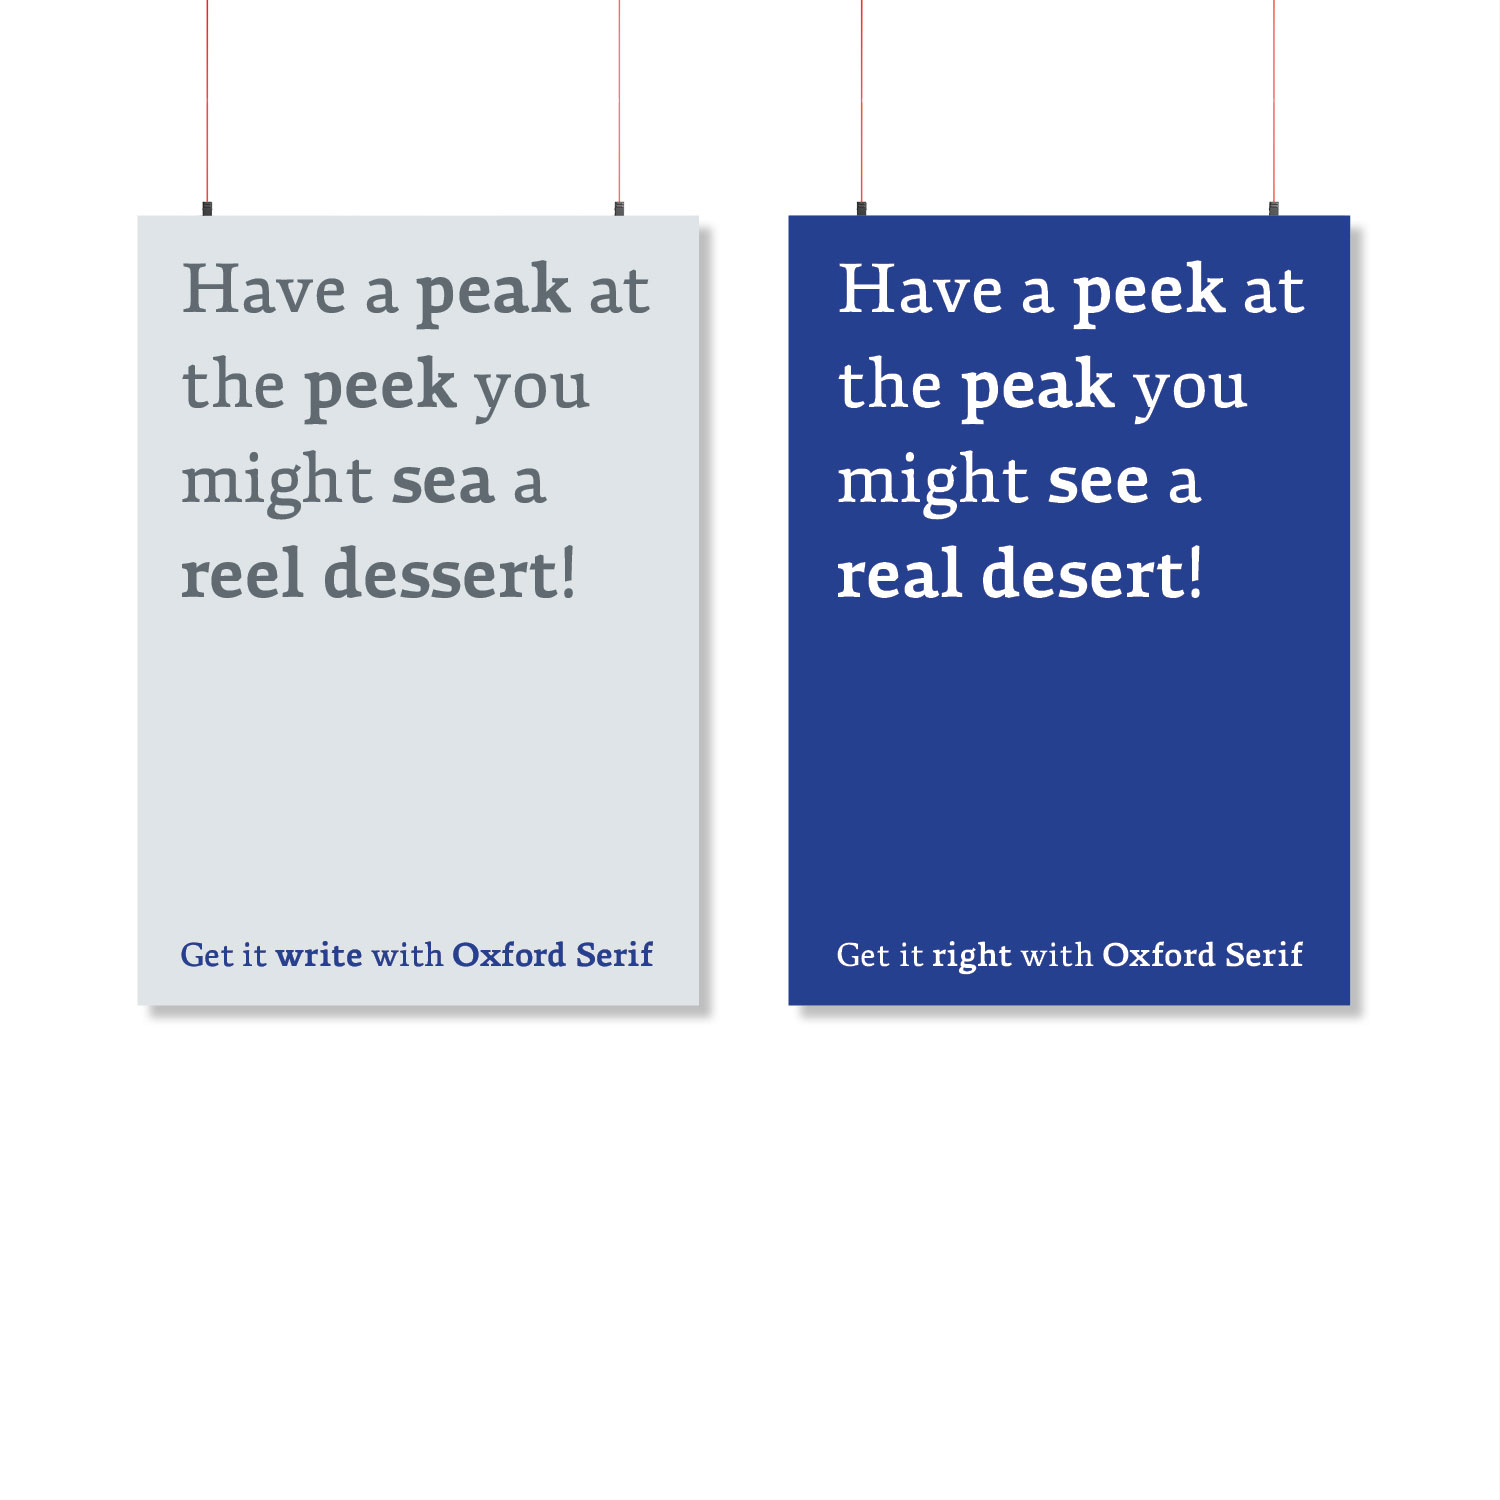 Have a peak at
the peek you
might sea a
reel dessert!
Get it write with Oxford Serif
Have a peek at
the peak you
might see a
real desert!
Get it right with Oxford Serif